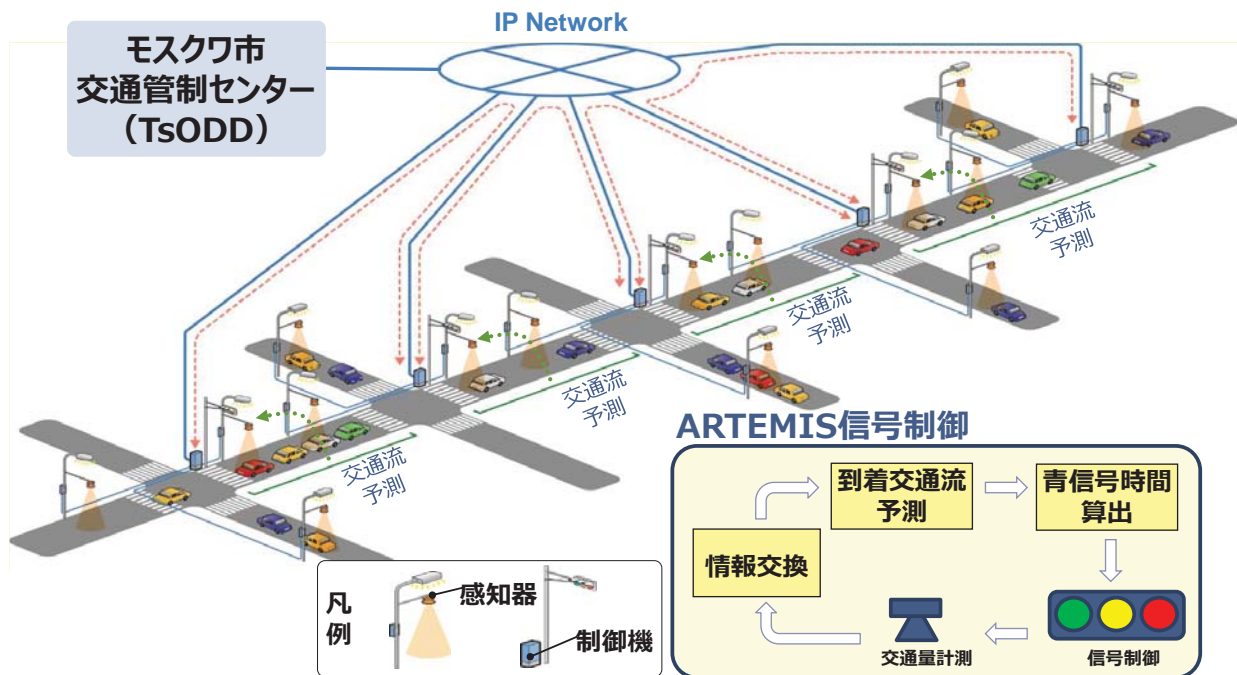 IP Network
モスクワ市
交通管制センター
（TsODD）
交通流
予測
交通流
予測
交通流
予測
交通流
予測
ARTEMIS信号制御
到着交通流
予測
青信号時間
算出
情報交換
交通量計測
信号制御
凡
例
感知器
制御機